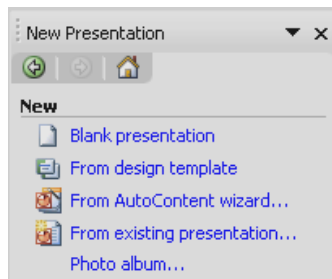 New Presentation
New
Blank presentation
From design template
From AutoContent wizard...
From existing presentation...
Photo album...